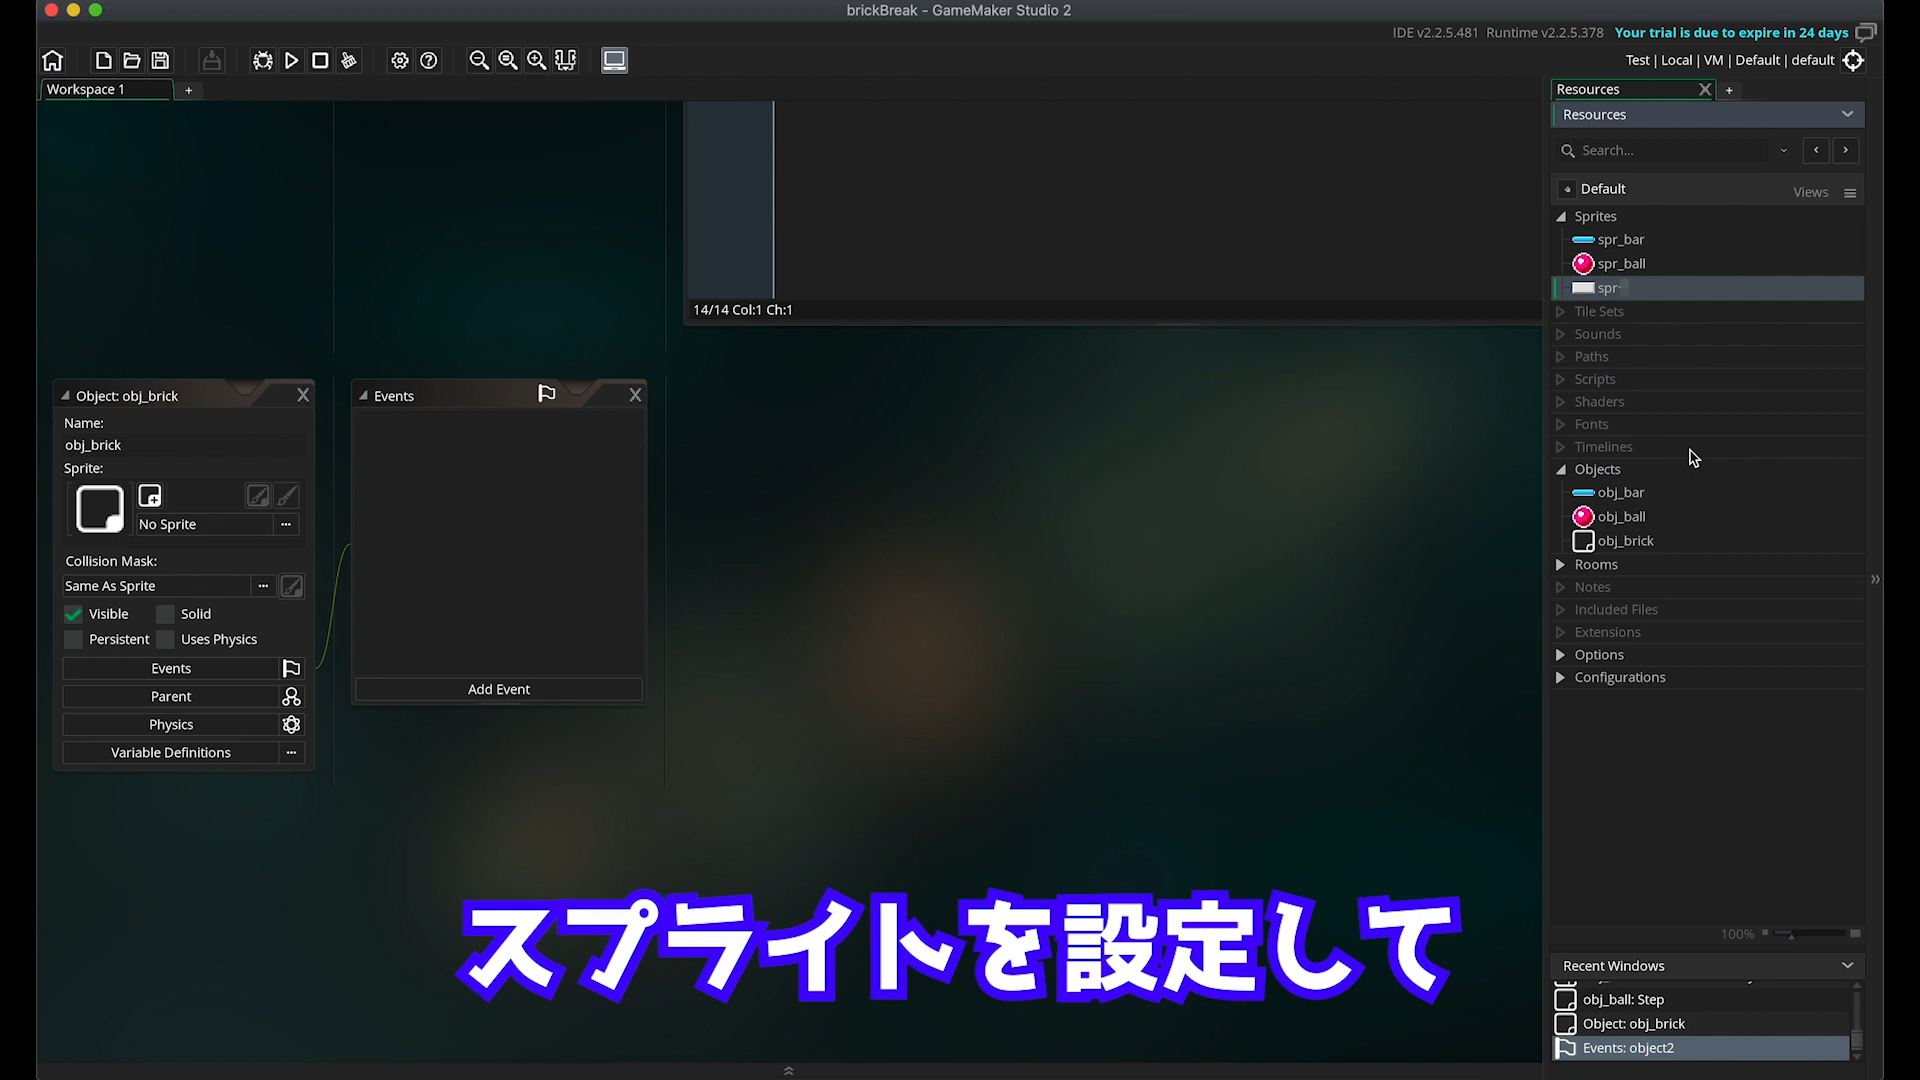 brickBreak - GameMaker Studio 2
IDE v2.2.5.481 Runtime v2.2.5.378 Your trial is due to expire in 24 days
Test | Local | VM | Default | default
Workspace 1
+
Resources X +
Resources
Search...
Default
Views
Sprites
spr_bar
spr_ball
spr
Tile Sets
Sounds
Paths
Scripts
Shaders
Fonts
Timelines
Objects
obj_bar
obj_ball
obj_brick
Rooms
Notes
Included Files
Extensions
Options
Configurations
14/14 Col:1 Ch:1
Object: obj_brick
Name:
obj_brick
Sprite:
No Sprite
Collision Mask:
Same As Sprite
Visible Solid
Persistent Uses Physics
Events
Parent
Physics
Variable Definitions
Events
Add Event
スプライトを設定して
100%
Recent Windows
obj_ball: Step
Object: obj_brick
Events: object2